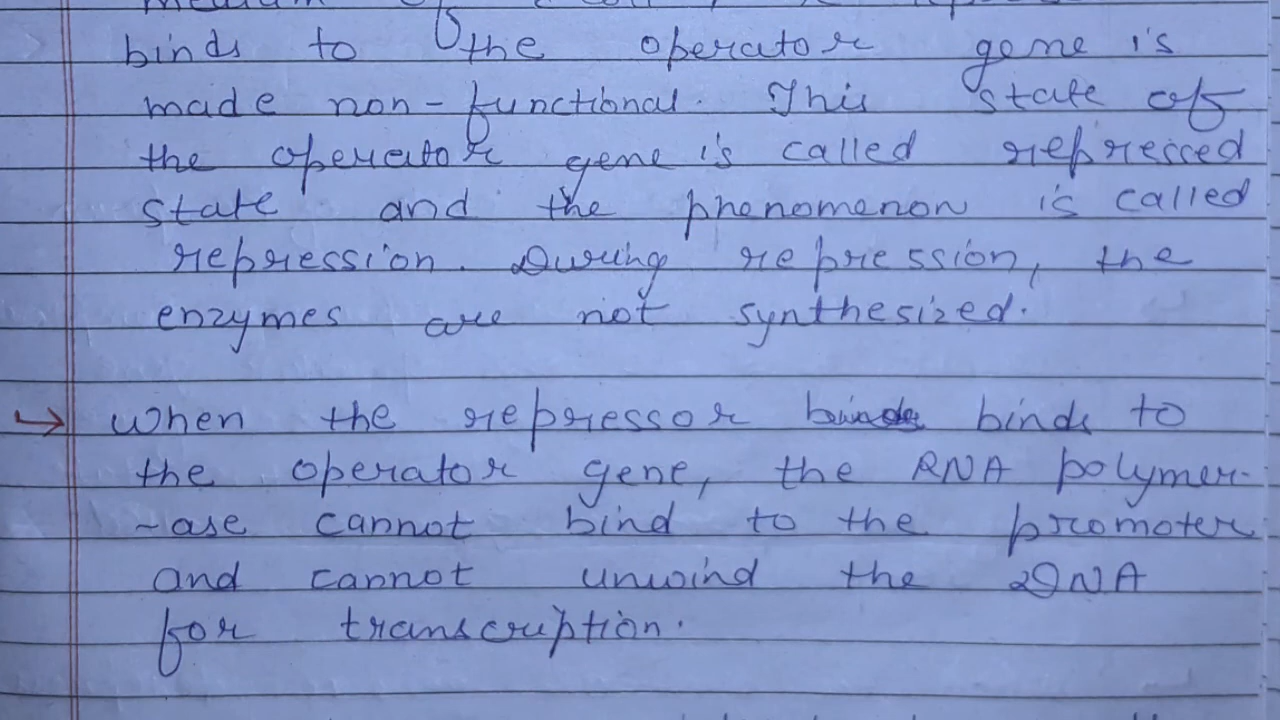 binds to the operator gene is
made non-functional. This state of
the operator gene is called repressed
state and the phenomenon is called
repression. During repression, the
enzymes are not synthesized.
→ When the repressor binds to
the operator gene, the RNA polymer-
-ase cannot bind to the promoter
and cannot unwind the DNA
for transcription.